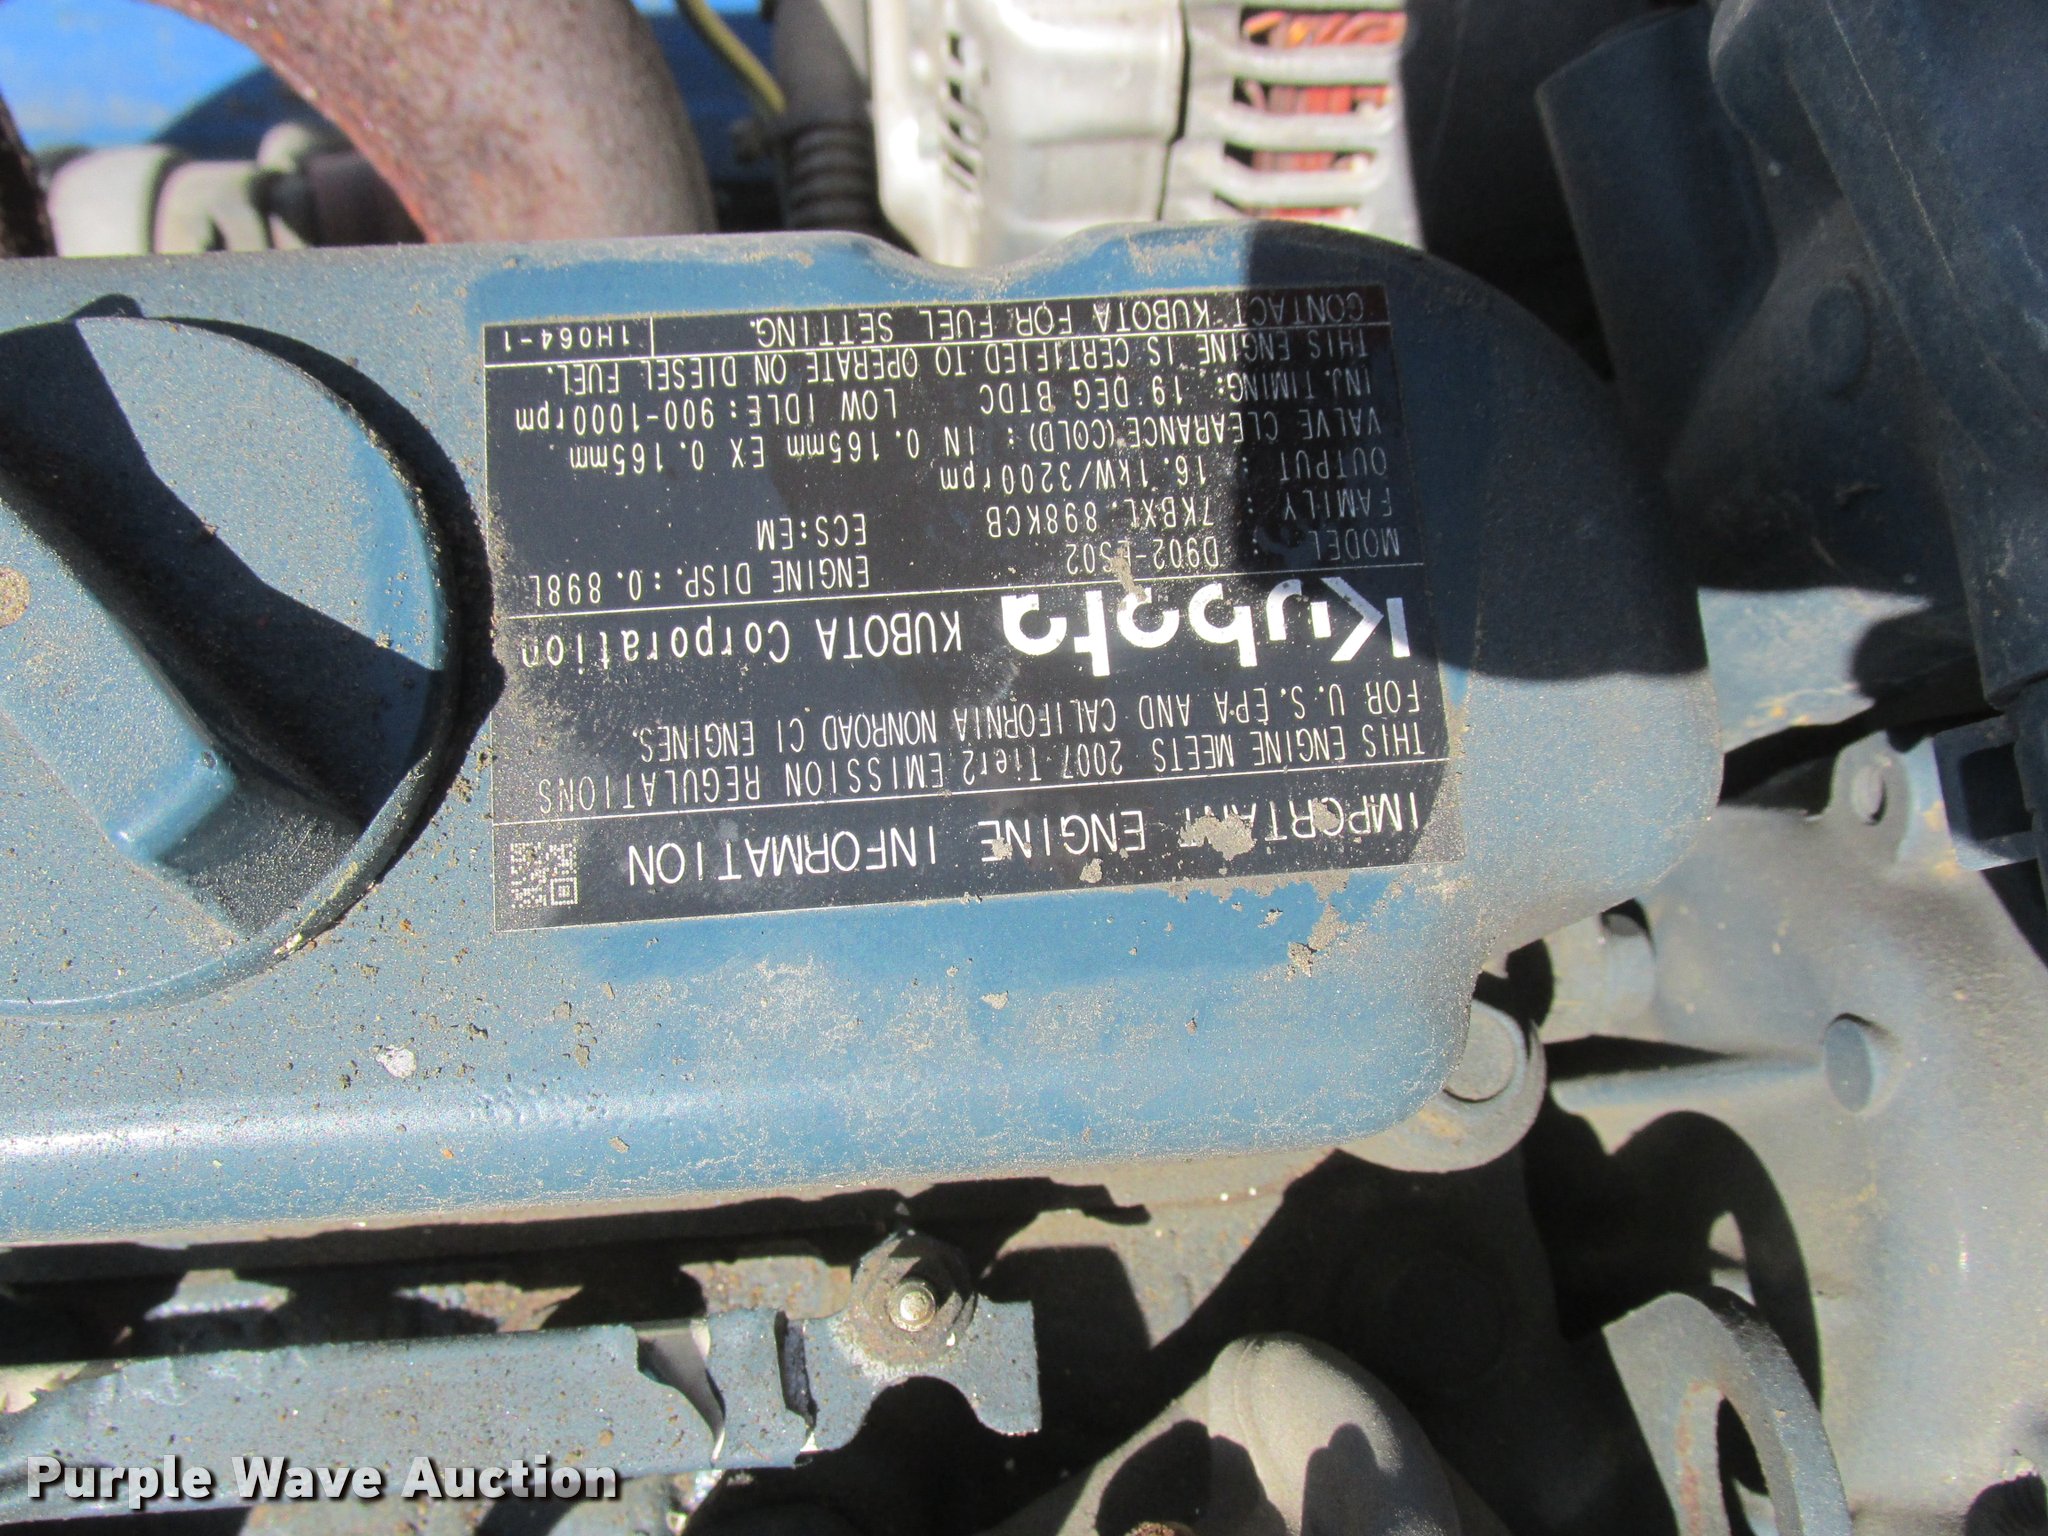 IMPORTANT ENGINE INFORMATION
THIS ENGINE MEETS 2007 Tier2 EMISSION REGULATIONS
FOR U.S.EPA AND CALIFORNIA NONROAD CI ENGINES.
Kubota KUBOTA Corporation
MODEL : D902-ES02 ENGINE DISP.:0.898L
FAMILY : 7KBXL.898KCB ECS:EM
OUTPUT : 16.1kW/3200rpm
VALVE CLEARANCE(COLD): IN 0.165mm EX 0.165mm
INJ.TIMING: 19 DEG BTDC LOW IDLE:900-1000rpm
THIS ENGINE IS CERTIFIED TO OPERATE ON DIESEL FUEL.
CONTACT KUBOTA FOR FUEL SETTING. 1H064-1
Purple Wave Auction